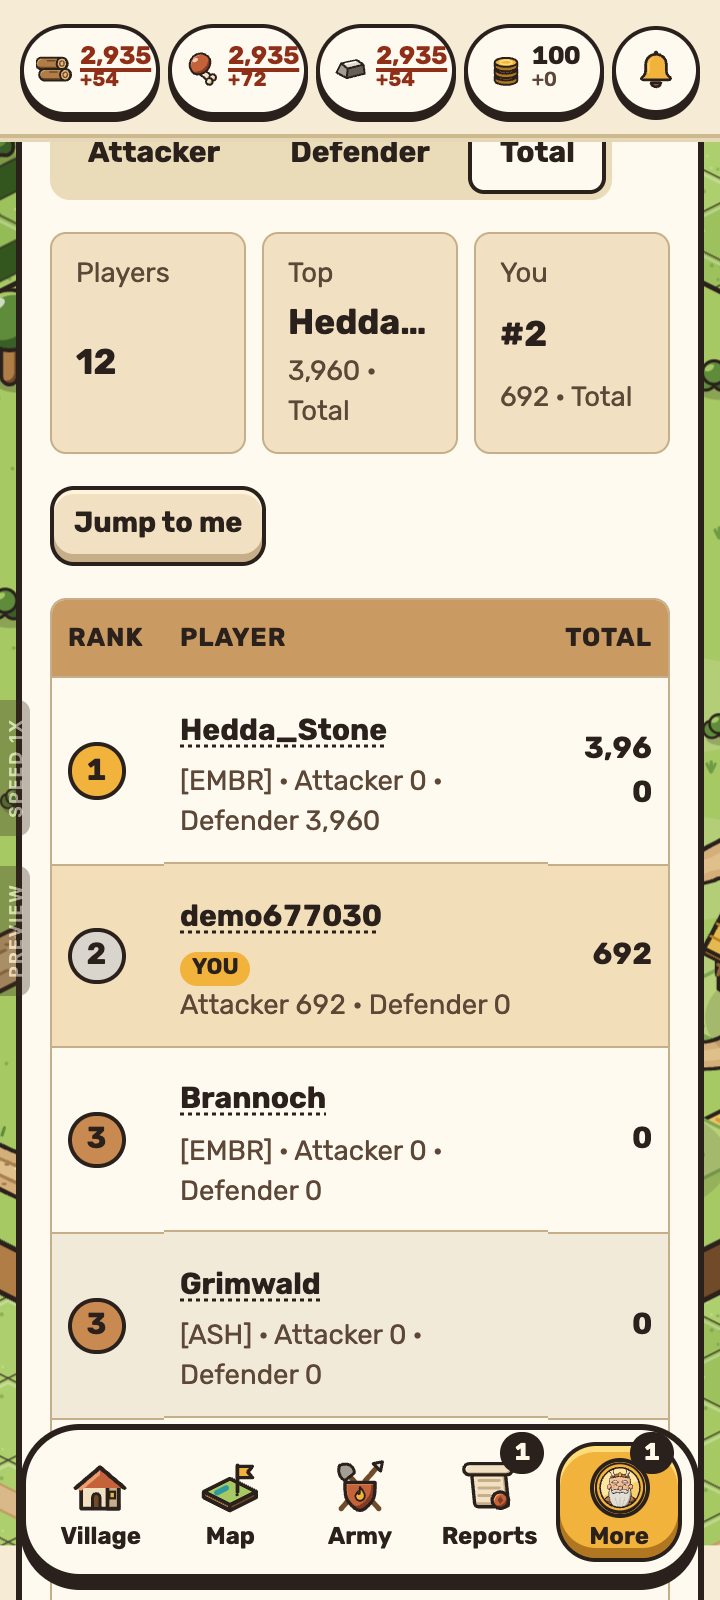 2,935
+54
2,935
+72
2,935
+54
100
+0
Attacker
Defender
Total
Players
12
Top
Hedda...
3,960 •
Total
You
#2
692 • Total
Jump to me
RANK
PLAYER
TOTAL
1
Hedda_Stone
[EMBR] • Attacker 0 •
Defender 3,960
3,96
0
2
demo677030
YOU
Attacker 692 • Defender 0
692
3
Brannoch
[EMBR] • Attacker 0 •
Defender 0
0
3
Grimwald
[ASH] • Attacker 0 •
Defender 0
0
SPEED 1X
PREVIEW
Village
Map
Army
1
Reports
1
More